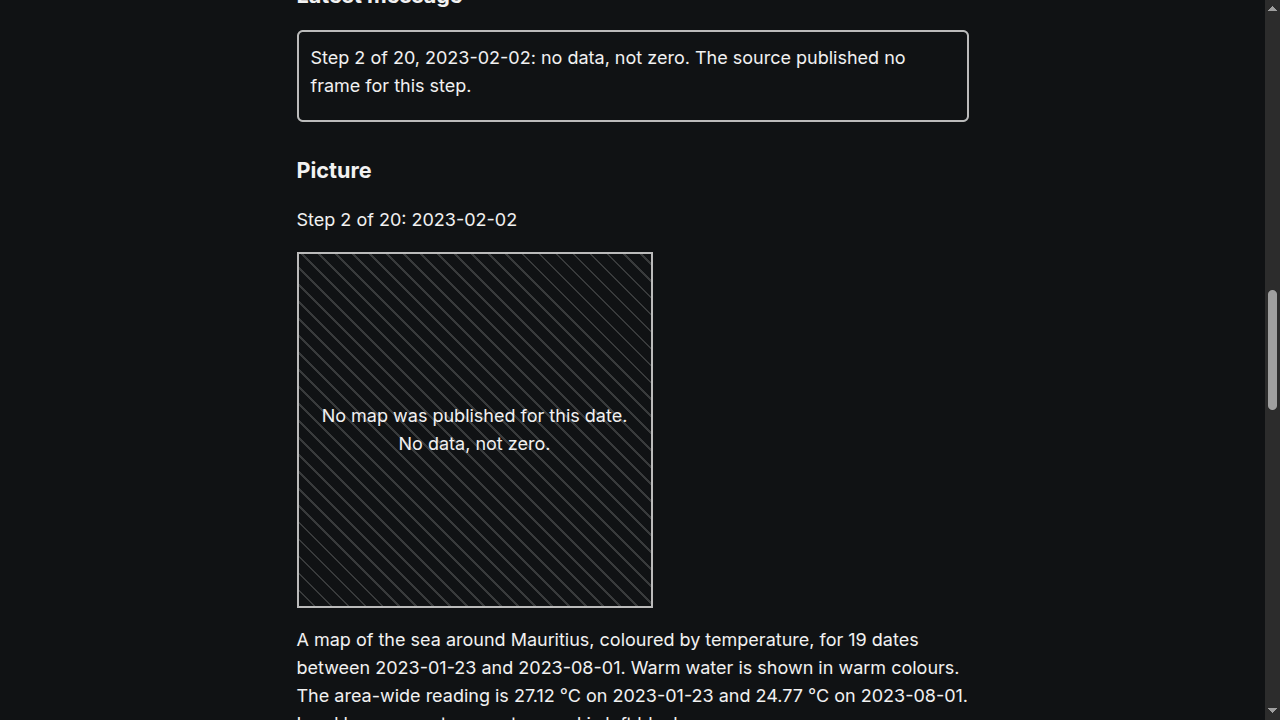 Latest message
Step 2 of 20, 2023-02-02: no data, not zero. The source published no
frame for this step.
Picture
Step 2 of 20: 2023-02-02
No map was published for this date.
No data, not zero.
A map of the sea around Mauritius, coloured by temperature, for 19 dates
between 2023-01-23 and 2023-08-01. Warm water is shown in warm colours.
The area-wide reading is 27.12 °C on 2023-01-23 and 24.77 °C on 2023-08-01.